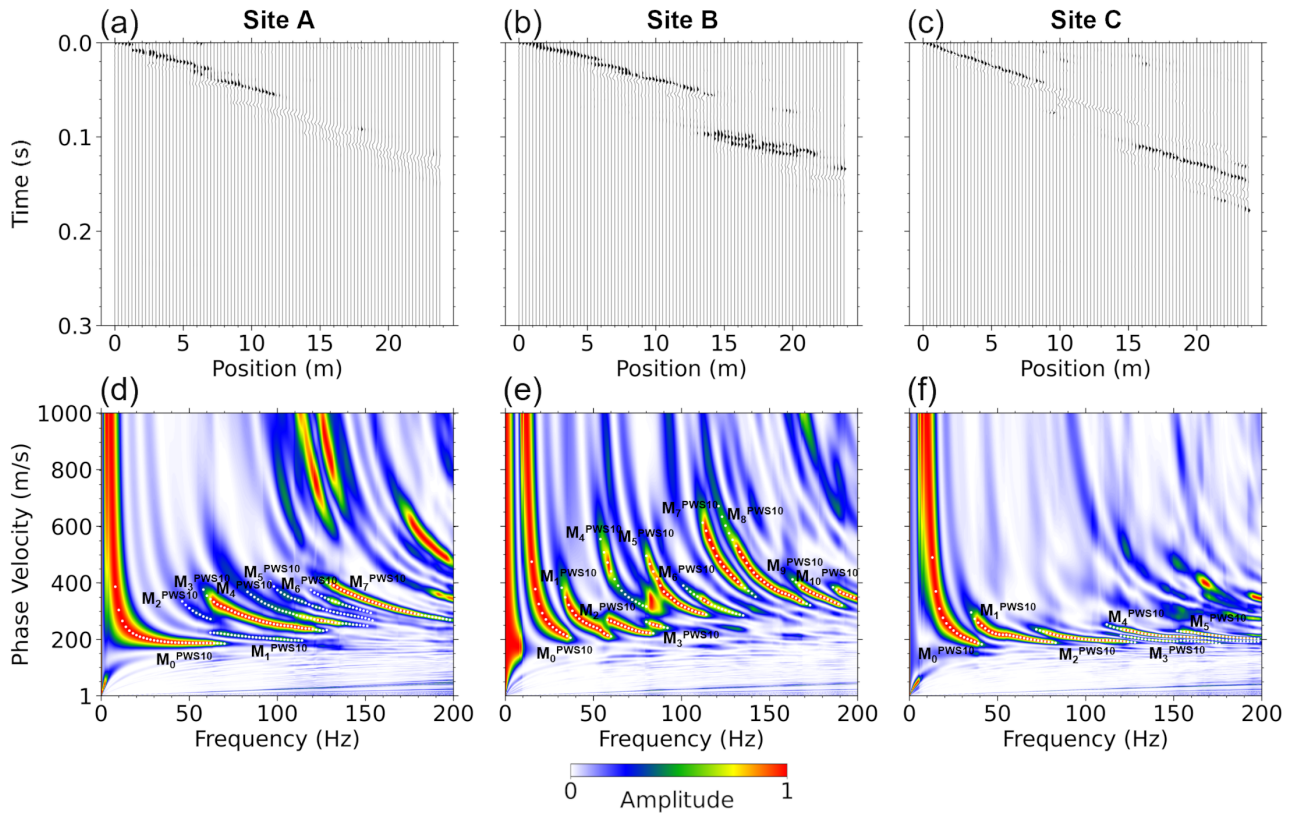 (a) Site A
(b) Site B
(c) Site C
0.0
0.1
0.2
0.3
Time (s)
0 5 10 15 20
0 5 10 15 20
0 5 10 15 20
Position (m)
Position (m)
Position (m)
(d)
(e)
(f)
1000
800
600
400
200
1
Phase Velocity (m/s)
M0PWS10
M1PWS10
M2PWS10
M3PWS10
M4PWS10
M5PWS10
M6PWS10
M7PWS10
M0PWS10
M1PWS10
M2PWS10
M3PWS10
M4PWS10
M5PWS10
M6PWS10
M7PWS10
M8PWS10
M9PWS10
M10PWS10
M0PWS10
M1PWS10
M2PWS10
M3PWS10
M4PWS10
M5PWS10
0 50 100 150 200
0 50 100 150 200
0 50 100 150 200
Frequency (Hz)
Frequency (Hz)
Frequency (Hz)
0 1
Amplitude